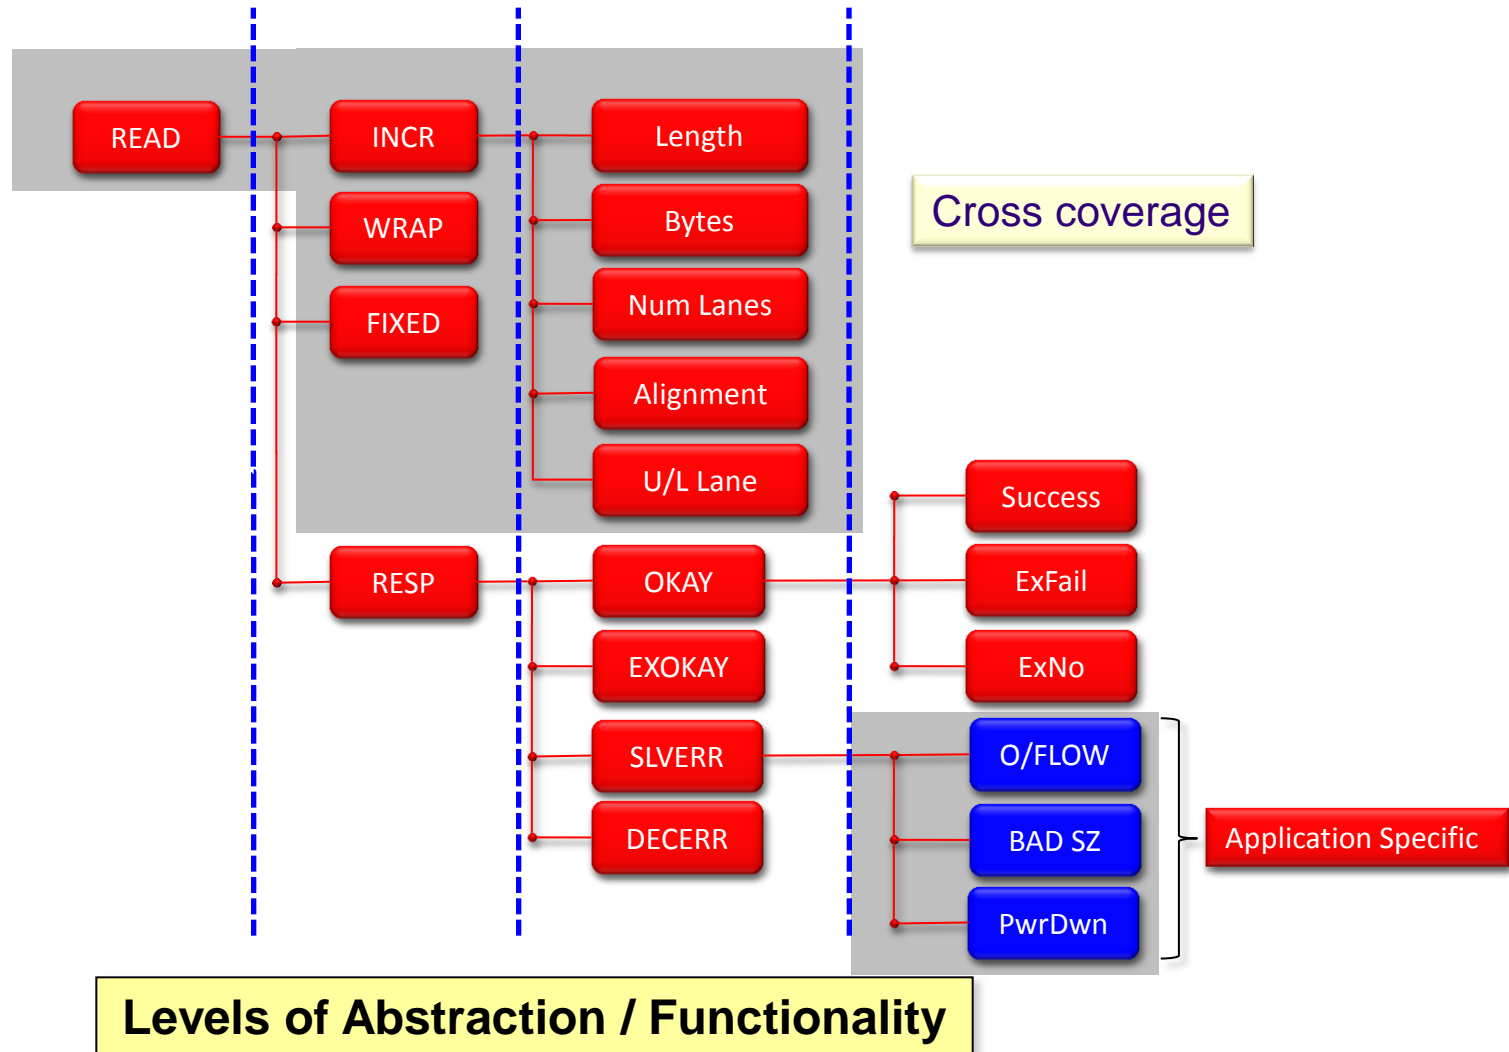 READ
INCR
Length
Bytes
WRAP
Cross coverage
Num Lanes
FIXED
Alignment
U/L Lane
Success
RESP
OKAY
ExFail
EXOKAY
ExNo
SLVERR
O/FLOW
DECERR
BAD SZ
Application Specific
PwrDwn
Levels of Abstraction / Functionality